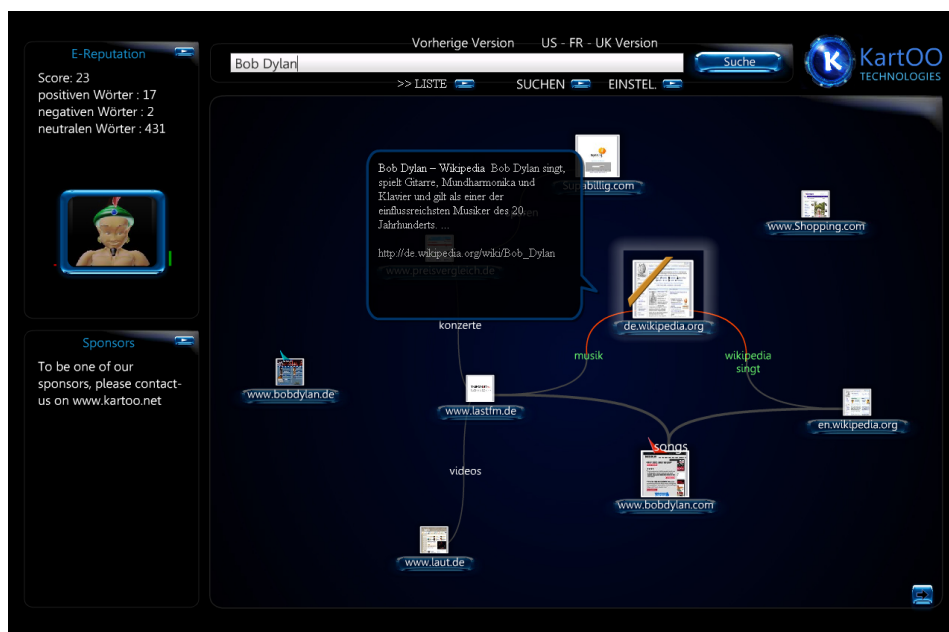 E-Reputation
Score: 23
positiven Wörter : 17
negativen Wörter : 2
neutralen Wörter : 431
Sponsors
To be one of our
sponsors, please contact-
us on www.kartoo.net
Vorherige Version US - FR - UK Version
Bob Dylan
Suche
>> LISTE SUCHEN EINSTEL.
K
KartOO
TECHNOLOGIES
Bob Dylan – Wikipedia Bob Dylan singt,
spielt Gitarre, Mundharmonika und
Klavier und gilt als einer der
einflussreichsten Musiker des 20.
Jahrhunderts. ...
http://de.wikipedia.org/wiki/Bob_Dylan
www.Shopping.com
www.preisvergleich.de
de.wikipedia.org
konzerte
musik
wikipedia
singt
www.bobdylan.de
www.lastfm.de
en.wikipedia.org
songs
videos
www.bobdylan.com
www.laut.de